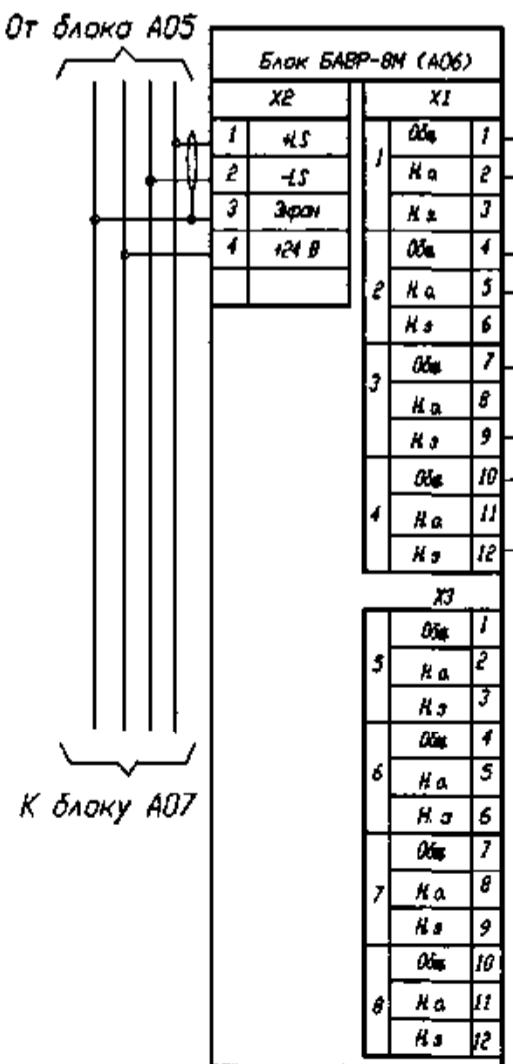 От блока А05
Блок БАВР-8М (А06)
X2
X1
1 +LS
2 -LS
3 Экран
4 +24 В
1 Общ. 1
Н.о. 2
Н.з. 3
2 Общ. 4
Н.о. 5
Н.з. 6
3 Общ. 7
Н.о. 8
Н.з. 9
4 Общ. 10
Н.о. 11
Н.з. 12
X3
5 Общ. 1
Н.о. 2
Н.з. 3
6 Общ. 4
Н.о. 5
Н.з. 6
7 Общ. 7
Н.о. 8
Н.з. 9
8 Общ. 10
Н.о. 11
Н.з. 12
К блоку А07